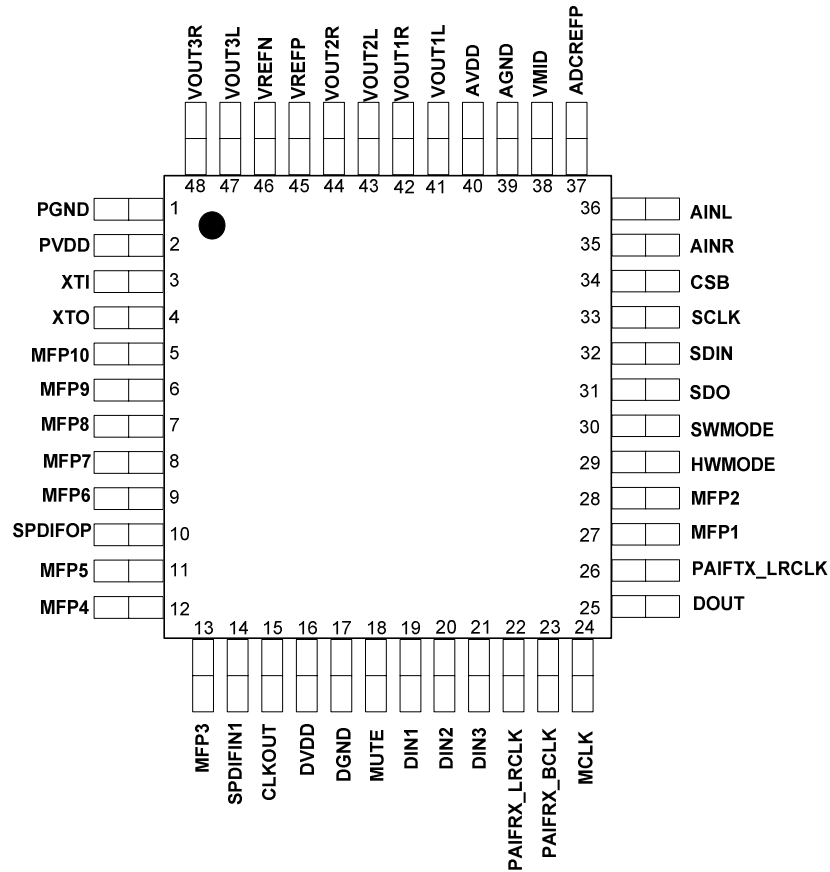 VOUT3R
VOUT3L
VREFN
VREFP
VOUT2R
VOUT2L
VOUT1R
VOUT1L
AVDD
AGND
VMID
ADCREFP
48 47 46 45 44 43 42 41 40 39 38 37
PGND 1
PVDD 2
XTI 3
XTO 4
MFP10 5
MFP9 6
MFP8 7
MFP7 8
MFP6 9
SPDIFOP 10
MFP5 11
MFP4 12
36 AINL
35 AINR
34 CSB
33 SCLK
32 SDIN
31 SDO
30 SWMODE
29 HWMODE
28 MFP2
27 MFP1
26 PAIFTX_LRCLK
25 DOUT
13 14 15 16 17 18 19 20 21 22 23 24
MFP3
SPDIFIN1
CLKOUT
DVDD
DGND
MUTE
DIN1
DIN2
DIN3
PAIFRX_LRCLK
PAIFRX_BCLK
MCLK